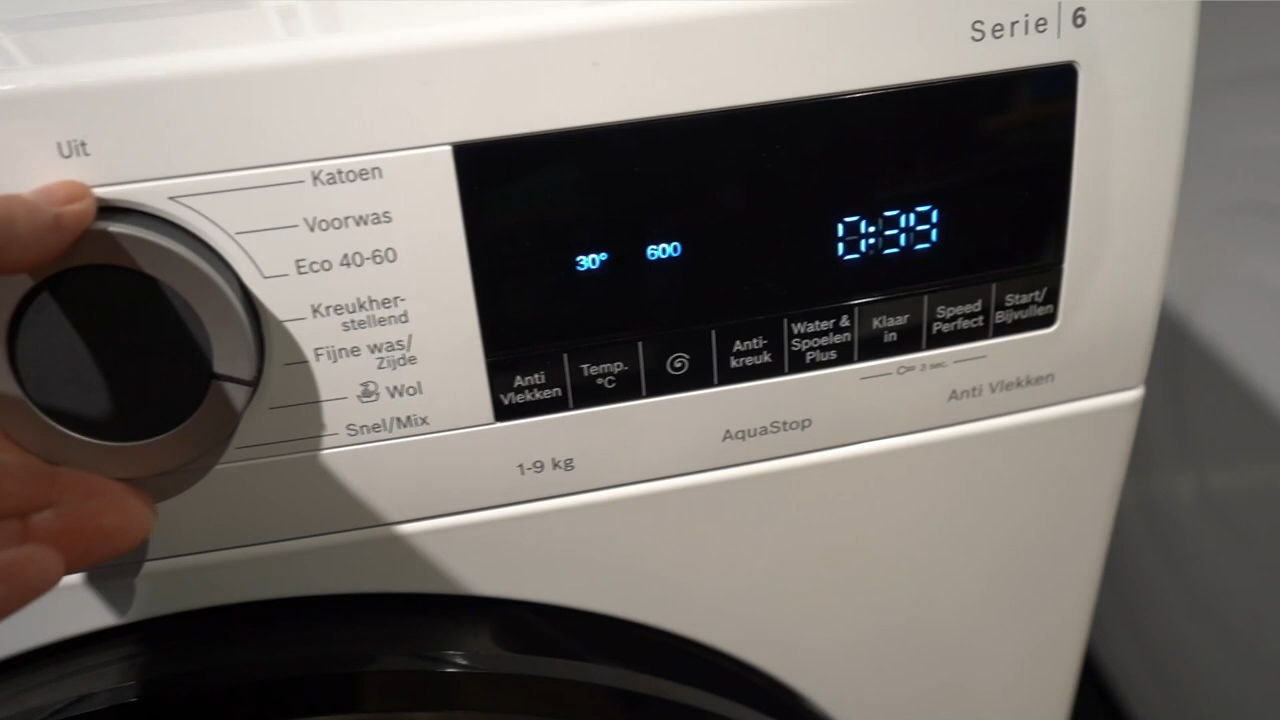 Serie | 6
Uit
Katoen
Voorwas
Eco 40-60
Kreukher-
stellend
Fijne was/
Zijde
Wol
Snel/Mix
30° 600 0:39
Anti
Vlekken
Temp.
°C
Anti-
kreuk
Water &
Spoelen
Plus
Klaar
in
Speed
Perfect
Start/
Bijvullen
3 sec.
1-9 kg
AquaStop
Anti Vlekken